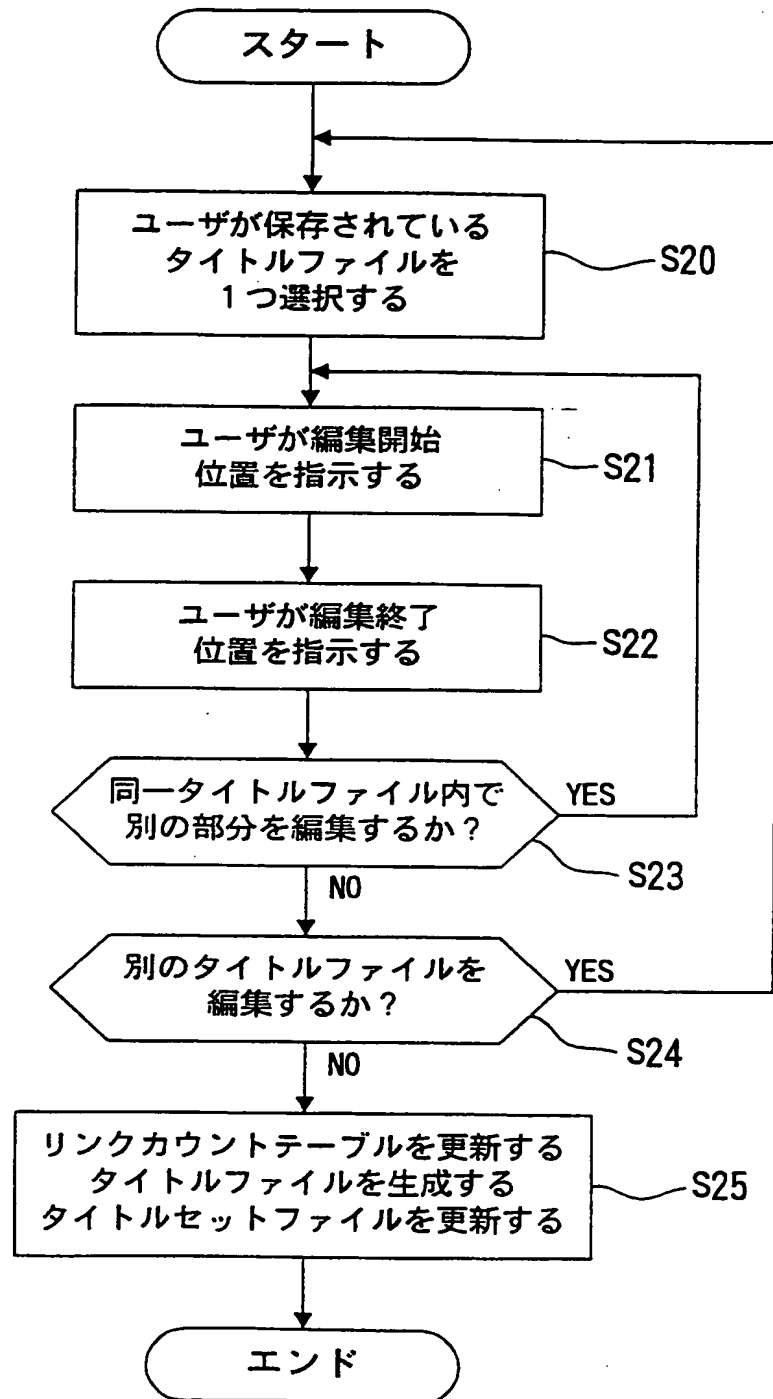 スタート
ユーザが保存されている
タイトルファイルを
1つ選択する
S20
ユーザが編集開始
位置を指示する
S21
ユーザが編集終了
位置を指示する
S22
同一タイトルファイル内で
別の部分を編集するか?
YES
S23
NO
別のタイトルファイルを
編集するか?
YES
S24
NO
リンクカウントテーブルを更新する
タイトルファイルを生成する
タイトルセットファイルを更新する
S25
エンド